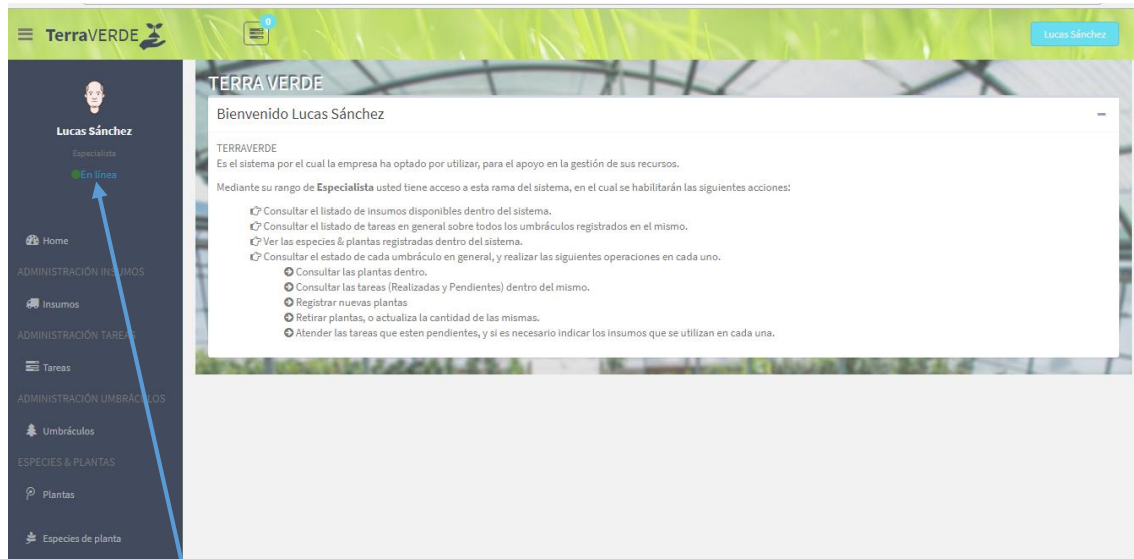 TerraVERDE
0
Lucas Sánchez
Lucas Sánchez
Especialista
En línea
Home
ADMINISTRACIÓN INSUMOS
Insumos
ADMINISTRACIÓN TAREAS
Tareas
ADMINISTRACIÓN UMBRÁCULOS
Umbráculos
ESPECIES & PLANTAS
Plantas
Especies de planta
TERRA VERDE
Bienvenido Lucas Sánchez
TERRAVERDE
Es el sistema por el cual la empresa ha optado por utilizar, para el apoyo en la gestión de sus recursos.
Mediante su rango de Especialista usted tiene acceso a esta rama del sistema, en el cual se habilitarán las siguientes acciones:
Consultar el listado de insumos disponibles dentro del sistema.
Consultar el listado de tareas en general sobre todos los umbráculos registrados en el mismo.
Ver las especies & plantas registradas dentro del sistema.
Consultar el estado de cada umbráculo en general, y realizar las siguientes operaciones en cada uno.
Consultar las plantas dentro.
Consultar las tareas (Realizadas y Pendientes) dentro del mismo.
Registrar nuevas plantas
Retirar plantas, o actualiza la cantidad de las mismas.
Atender las tareas que esten pendientes, y si es necesario indicar los insumos que se utilizan en cada una.